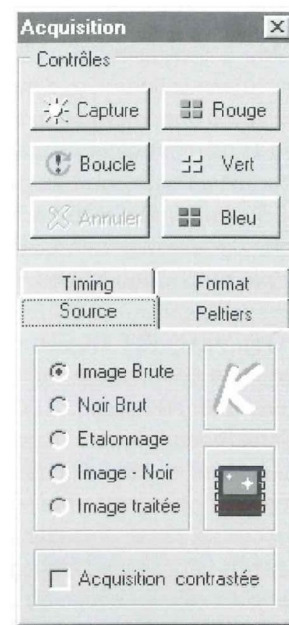 Acquisition
Contrôles
Capture
Rouge
Boucle
Vert
Annuler
Bleu
Timing
Format
Source
Peltiers
Image Brute
Noir Brut
Etalonnage
Image - Noir
Image traitée
K
Acquisition contrastée